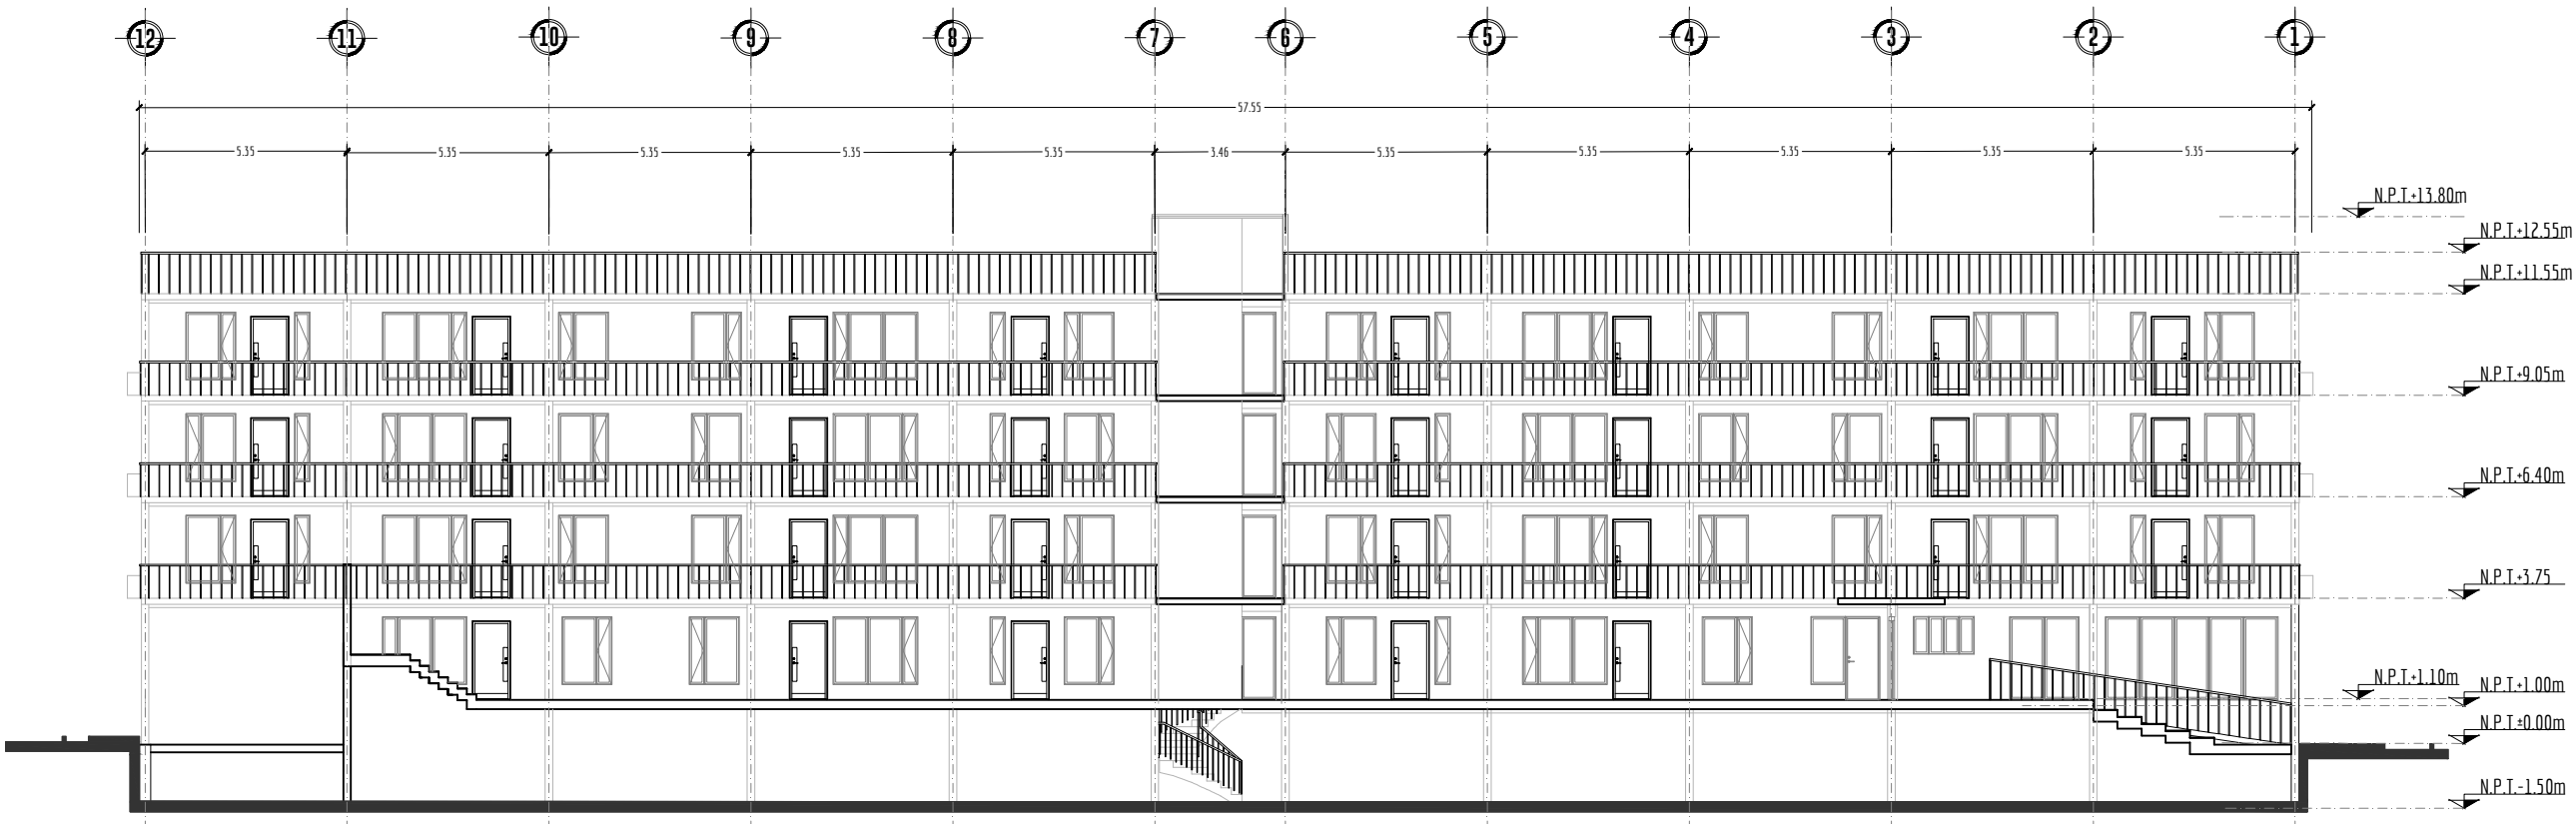 12 11 10 9 8 7 6 5 4 3 2 1
57.55
5.35 5.35 5.35 5.35 5.35 3.46 5.35 5.35 5.35 5.35 5.35
N.P.T.+13.80m
N.P.T.+12.55m
N.P.T.+11.55m
N.P.T.+9.05m
N.P.T.+6.40m
N.P.T.+3.75
N.P.T.+1.10m
N.P.T.+1.00m
N.P.T.±0.00m
N.P.T.-1.50m